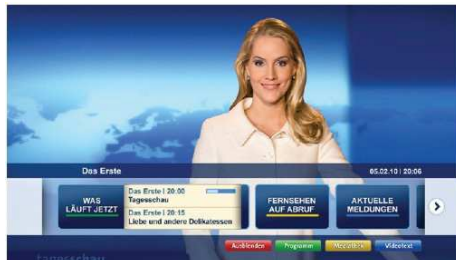 Das Erste
05.02.13 | 20:06
WAS
LÄUFT JETZT
Das Erste | 20:00
Tagesschau
Das Erste | 20:15
Liebe und andere Delikatessen
FERNSEHEN
AUF ABRUF
AKTUELLE
MELDUNGEN
Ausblenden
Programm
Mediathek
Videotext
tagesschau